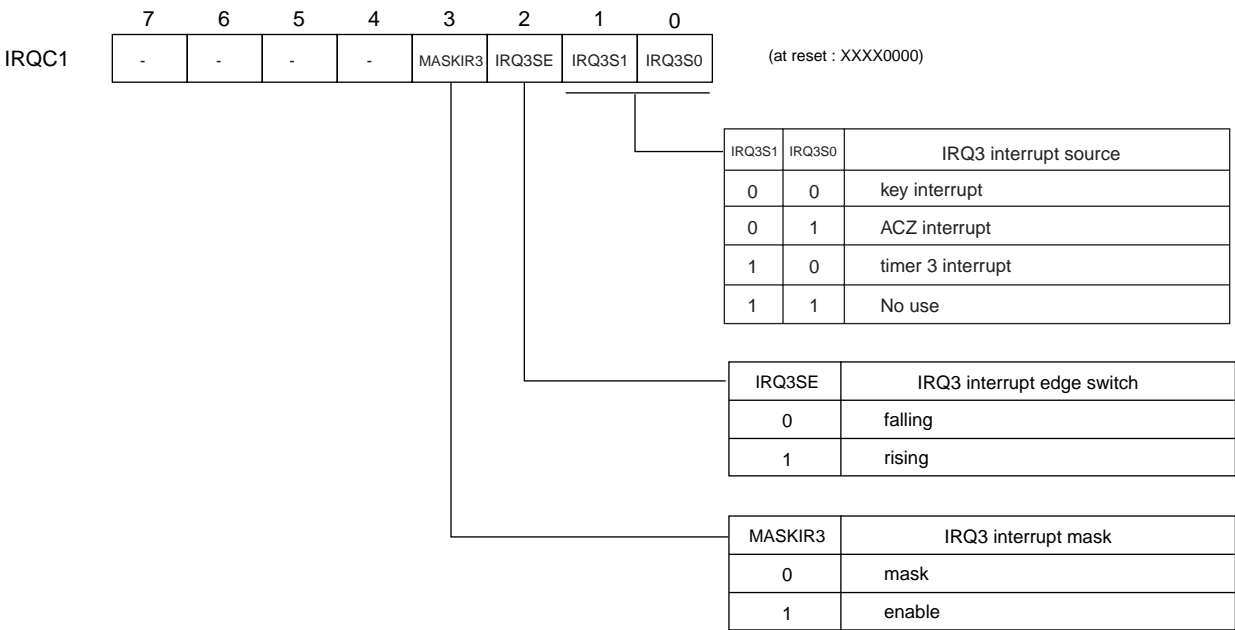 7 6 5 4 3 2 1 0
IRQC1 - - - - MASKIR3 IRQ3SE IRQ3S1 IRQ3S0 (at reset : XXXX0000)
IRQ3S1 IRQ3S0 IRQ3 interrupt source
0 0 key interrupt
0 1 ACZ interrupt
1 0 timer 3 interrupt
1 1 No use
IRQ3SE IRQ3 interrupt edge switch
0 falling
1 rising
MASKIR3 IRQ3 interrupt mask
0 mask
1 enable